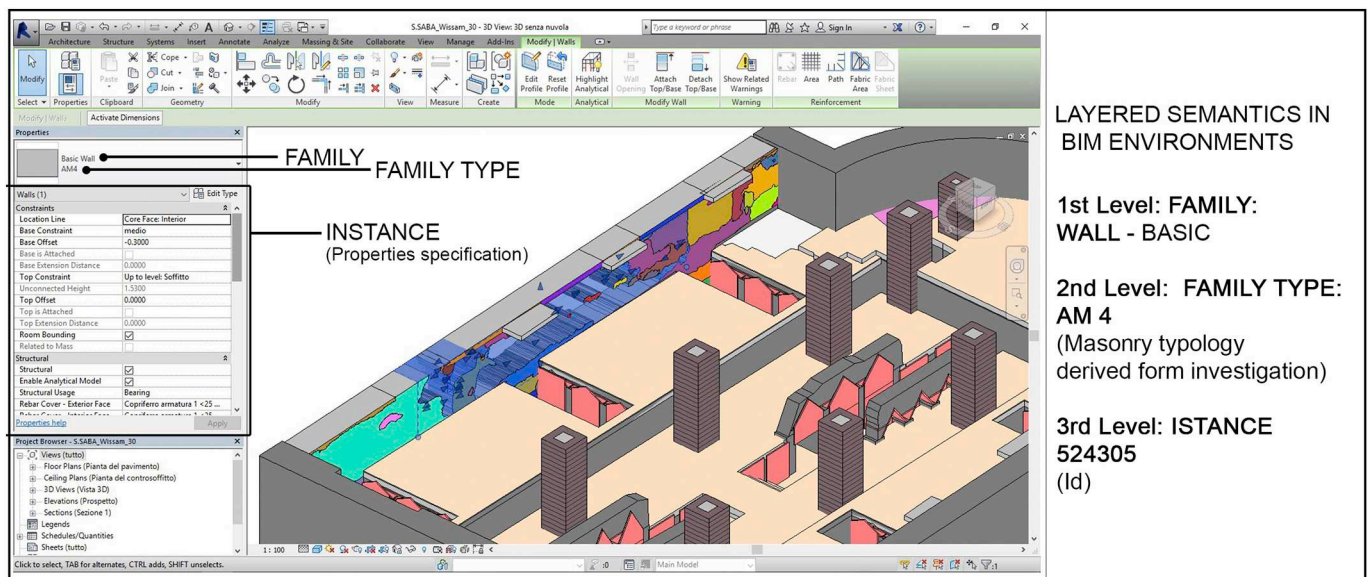 S.SABA_Wissam_30 - 3D View: 3D senza nuvola
Type a keyword or phrase
Sign In
Architecture Structure Systems Insert Annotate Analyze Massing & Site Collaborate View Manage Add-Ins Modify | Walls
Modify
Paste
Cope
Cut
Join
Edit Profile
Reset Profile
Highlight Analytical
Wall Opening
Attach Top/Base
Detach Top/Base
Show Related Warnings
Rebar
Area
Path
Fabric Area
Fabric Sheet
Select Properties Clipboard Geometry Modify View Measure Create Mode Analytical Modify Wall Warning Reinforcement
Modify | Walls Activate Dimensions
Properties
Basic Wall
AM4
FAMILY
FAMILY TYPE
Walls (1) Edit Type
Constraints
Location Line Core Face: Interior
Base Constraint medio
Base Offset -0.3000
Base is Attached
Base Extension Distance 0.0000
Top Constraint Up to level: Soffitto
Unconnected Height 1.5300
Top Offset 0.0000
Top is Attached
Top Extension Distance 0.0000
Room Bounding
Related to Mass
Structural
Structural
Enable Analytical Model
Structural Usage Bearing
Rebar Cover - Exterior Face Copriferro armatura 1 <25 ...
Properties help Apply
INSTANCE
(Properties specification)
Project Browser - S.SABA_Wissam_30
Views (tutto)
Floor Plans (Pianta del pavimento)
Ceiling Plans (Pianta del controsoffitto)
3D Views (Vista 3D)
Elevations (Prospetto)
Sections (Sezione 1)
Legends
Schedules/Quantities
Sheets (tutto)
1 : 100
Click to select, TAB for alternates, CTRL adds, SHIFT unselects.
:0
Main Model
:1
LAYERED SEMANTICS IN
BIM ENVIRONMENTS
1st Level: FAMILY:
WALL - BASIC
2nd Level: FAMILY TYPE:
AM 4
(Masonry typology
derived form investigation)
3rd Level: ISTANCE
524305
(Id)